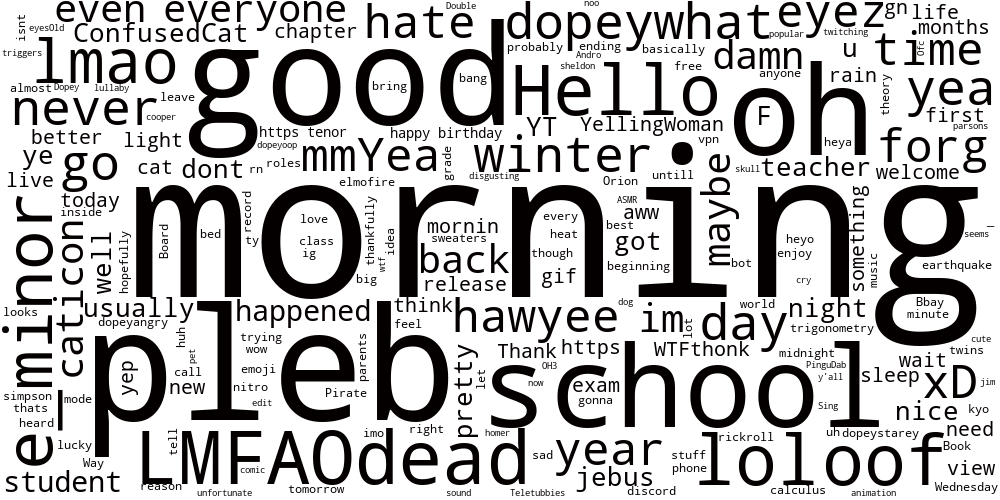 even everyone
ConfusedCat
chapter
hate
Double
noo
dopeywhat
popular
eyez
twitching
gn
life
months
isnt
eyesOld
triggers
lmao
good
bring
bang
probably
ending
basically
Andro
sheldon
free
damn
anyone
u
time
Ofc
almost
Dopey
lullaby
never
cooper
leave
Hello
oh
F
rain
theory
yea
first
parsons
better
light
https tenor
dopeyoop
happy birthday
YT
YellingWoman
vpn
heya
forg
ye
go
cat
dont
rn
roles
mmYea
grade
winter
disgusting
skull
teacher
welcome
live
today
inside
elmofire
Orion
untill
maybe
morning
record
ty
Board
bed
love
class
ig
thankfully
idea
wtf
big
mornin
sweaters
back
release
every
heat
though
gif
ASMR
best
aww
got
beginning
bot
heyo
enjoy
cry
something
music
seems
_
earthquake
Bbay
minute
e_minor
caticon
Well
hopefully
looks
usually
dopeyangry
happened
think
feel
hawyee
dog
im
lot
day
world
night
trigonometry
cute
twins
pleb
yep
huh
pet
call
new
trying
wow
emoji
nitro
edit
parents
Pirate
pretty
let
Thank
https
OH3
now
exam
gonna
school
WTFthonk
midnight
PinguDab
y'all
Sing
sleep
wait
xD
jim
simpson
thats
mode
heard
nice
kyo
lucky
Way
student
tell
LMFAO
imo
right
dead
homer
sad
year
stuff
phone
jebus
loloof
rickroll
uh
dopeystarey
need
Book
view
Wednesday
reason
unfortunate
comic
tomorrow
sound
Teletubbies
discord
calculus
animation